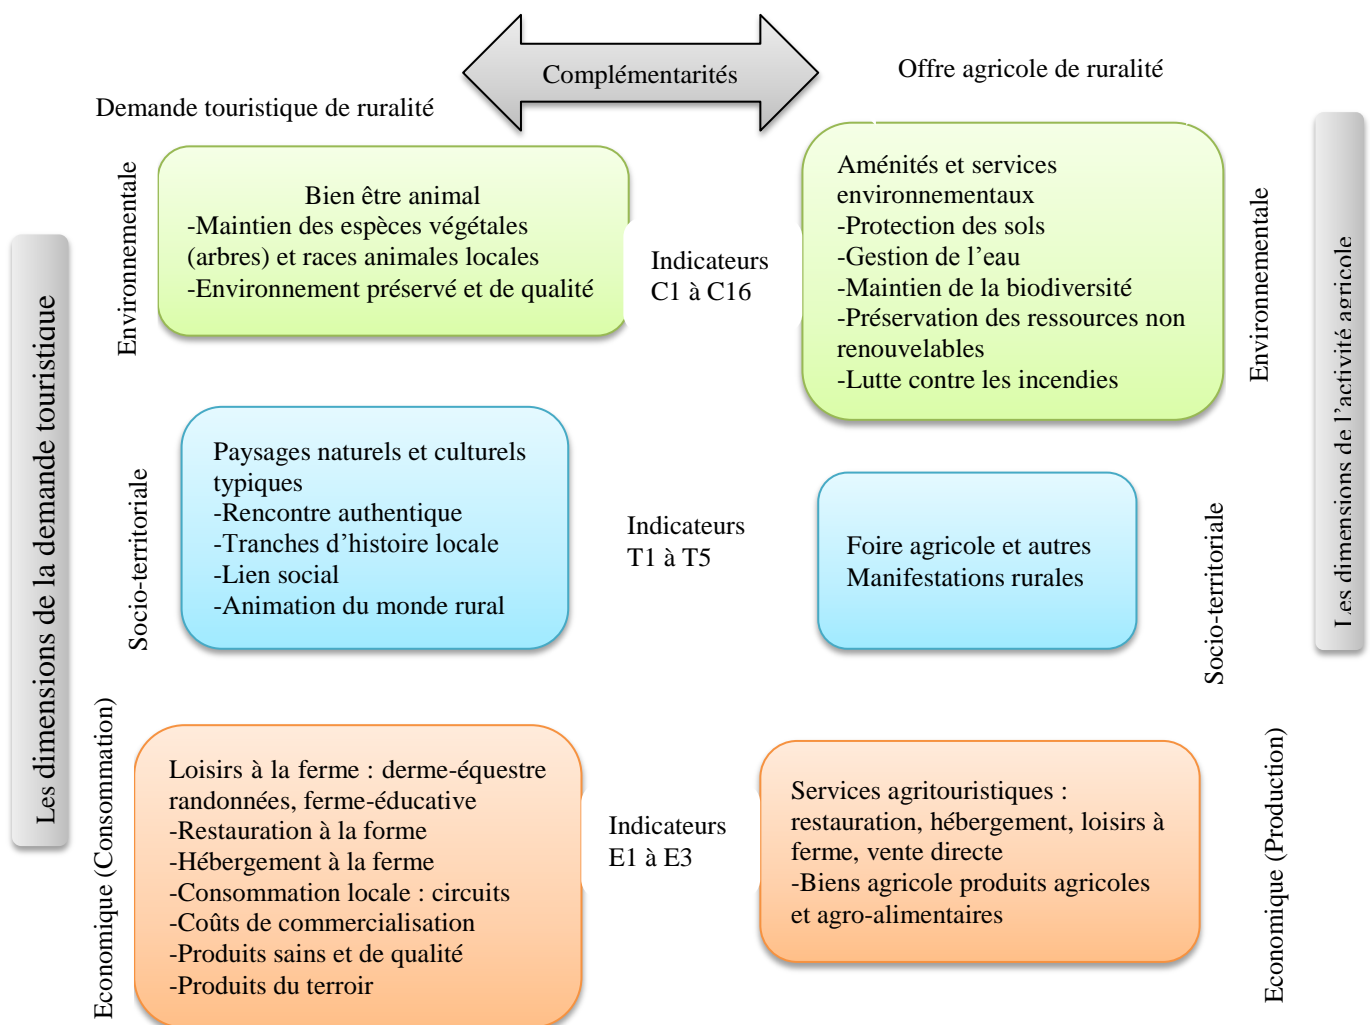 Complémentarités
Offre agricole de ruralité
Demande touristique de ruralité
Les dimensions de la demande touristique
Environnementale
Bien être animal
-Maintien des espèces végétales
(arbres) et races animales locales
-Environnement préservé et de qualité
Indicateurs
C1 à C16
Aménités et services
environnementaux
-Protection des sols
-Gestion de l’eau
-Maintien de la biodiversité
-Préservation des ressources non
renouvelables
-Lutte contre les incendies
Environnementale
Les dimensions de l’activité agricole
Socio-territoriale
Paysages naturels et culturels
typiques
-Rencontre authentique
-Tranches d’histoire locale
-Lien social
-Animation du monde rural
Indicateurs
T1 à T5
Foire agricole et autres
Manifestations rurales
Socio-territoriale
Economique (Consommation)
Loisirs à la ferme : derme-équestre
randonnées, ferme-éducative
-Restauration à la forme
-Hébergement à la ferme
-Consommation locale : circuits
-Coûts de commercialisation
-Produits sains et de qualité
-Produits du terroir
Indicateurs
E1 à E3
Services agritouristiques :
restauration, hébergement, loisirs à
ferme, vente directe
-Biens agricole produits agricoles
et agro-alimentaires
Economique (Production)